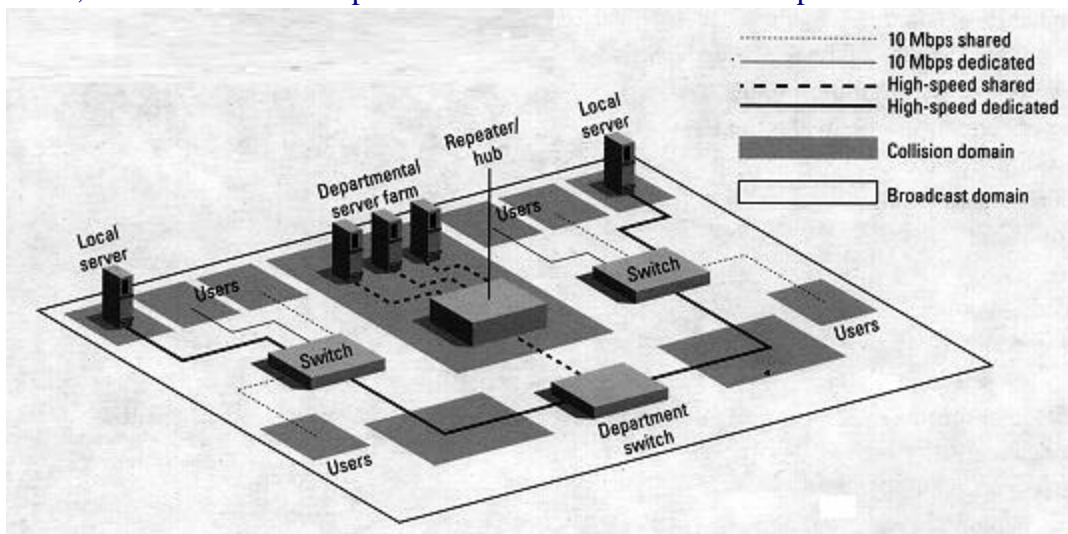 10 Mbps shared
10 Mbps dedicated
High-speed shared
High-speed dedicated
Collision domain
Broadcast domain
Local
server
Repeater/
hub
Departmental
server farm
Users
Local
server
Users
Switch
Users
Switch
Department
switch
Users